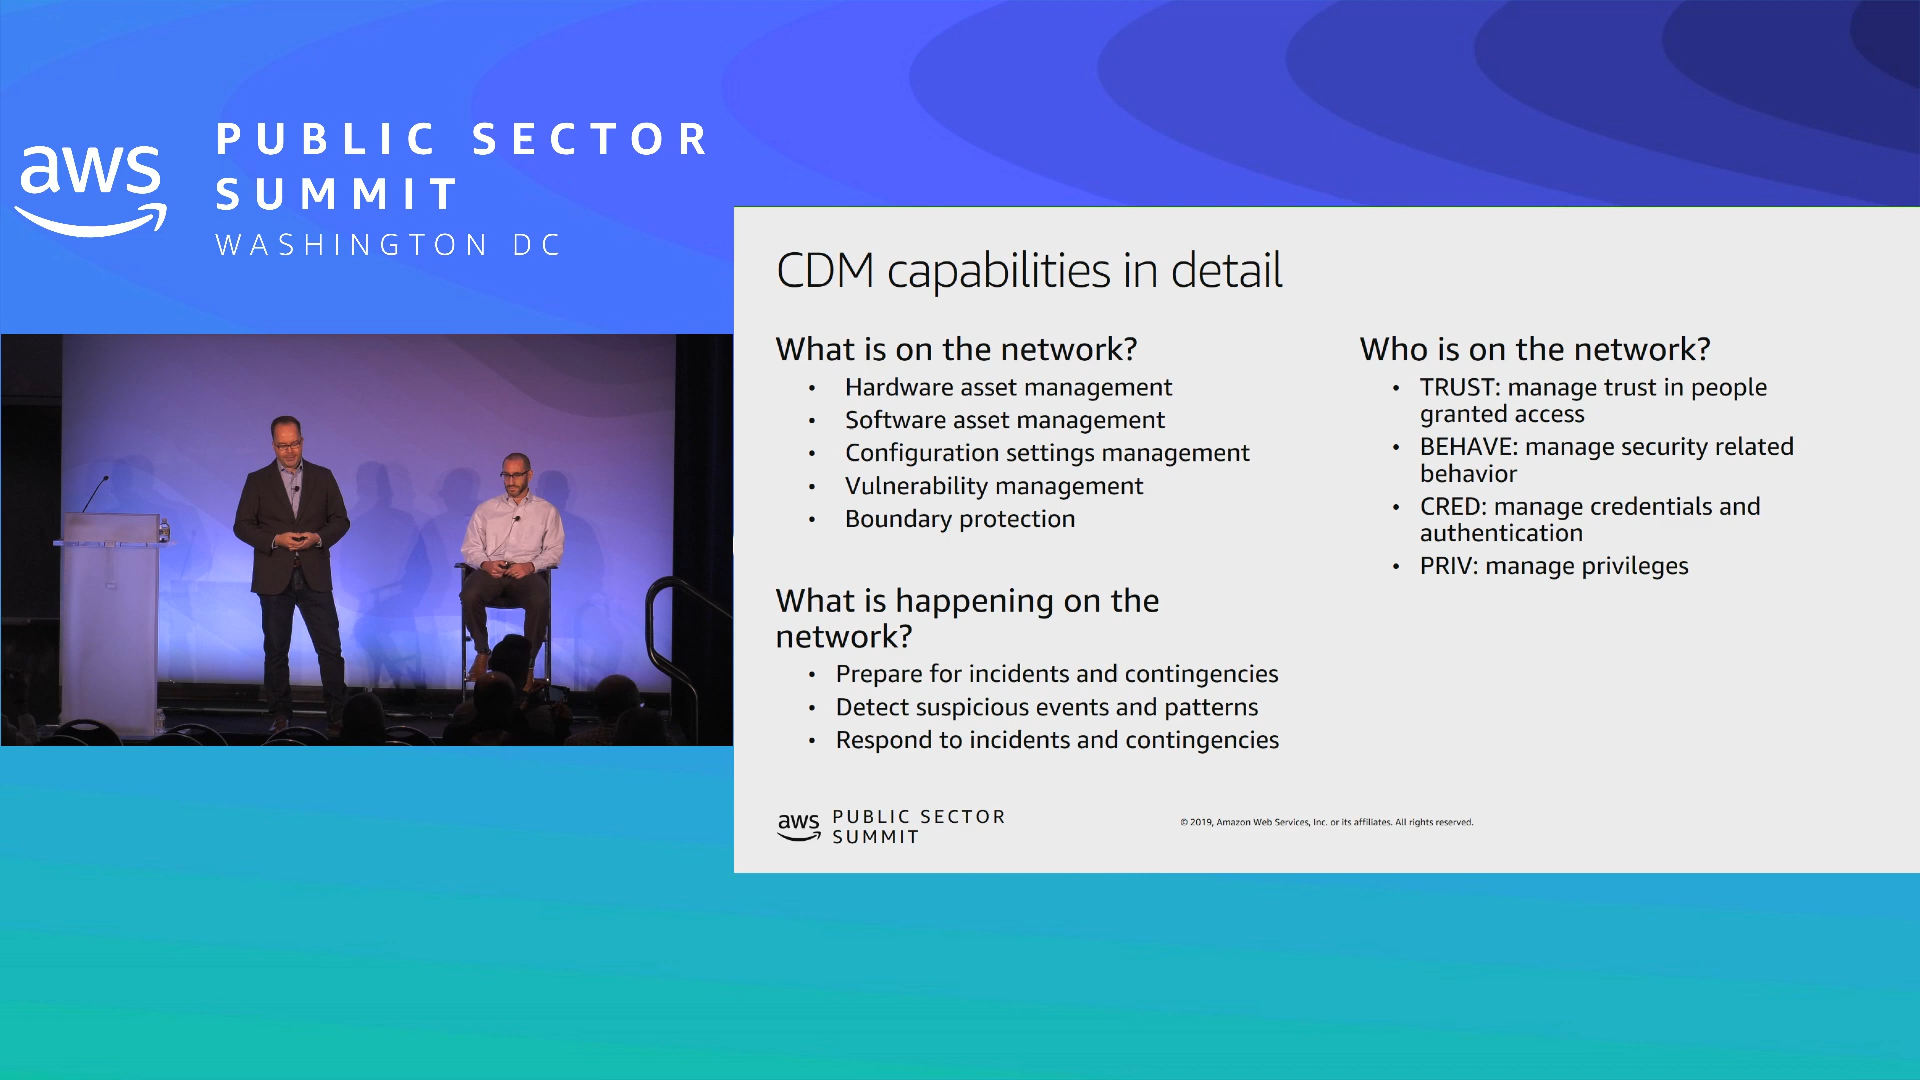 aws
PUBLIC SECTOR
SUMMIT
WASHINGTON DC
CDM capabilities in detail
What is on the network?
• Hardware asset management
• Software asset management
• Configuration settings management
• Vulnerability management
• Boundary protection
What is happening on the
network?
• Prepare for incidents and contingencies
• Detect suspicious events and patterns
• Respond to incidents and contingencies
Who is on the network?
• TRUST: manage trust in people
granted access
• BEHAVE: manage security related
behavior
• CRED: manage credentials and
authentication
• PRIV: manage privileges
aws
PUBLIC SECTOR
SUMMIT
© 2019, Amazon Web Services, Inc. or its affiliates. All rights reserved.